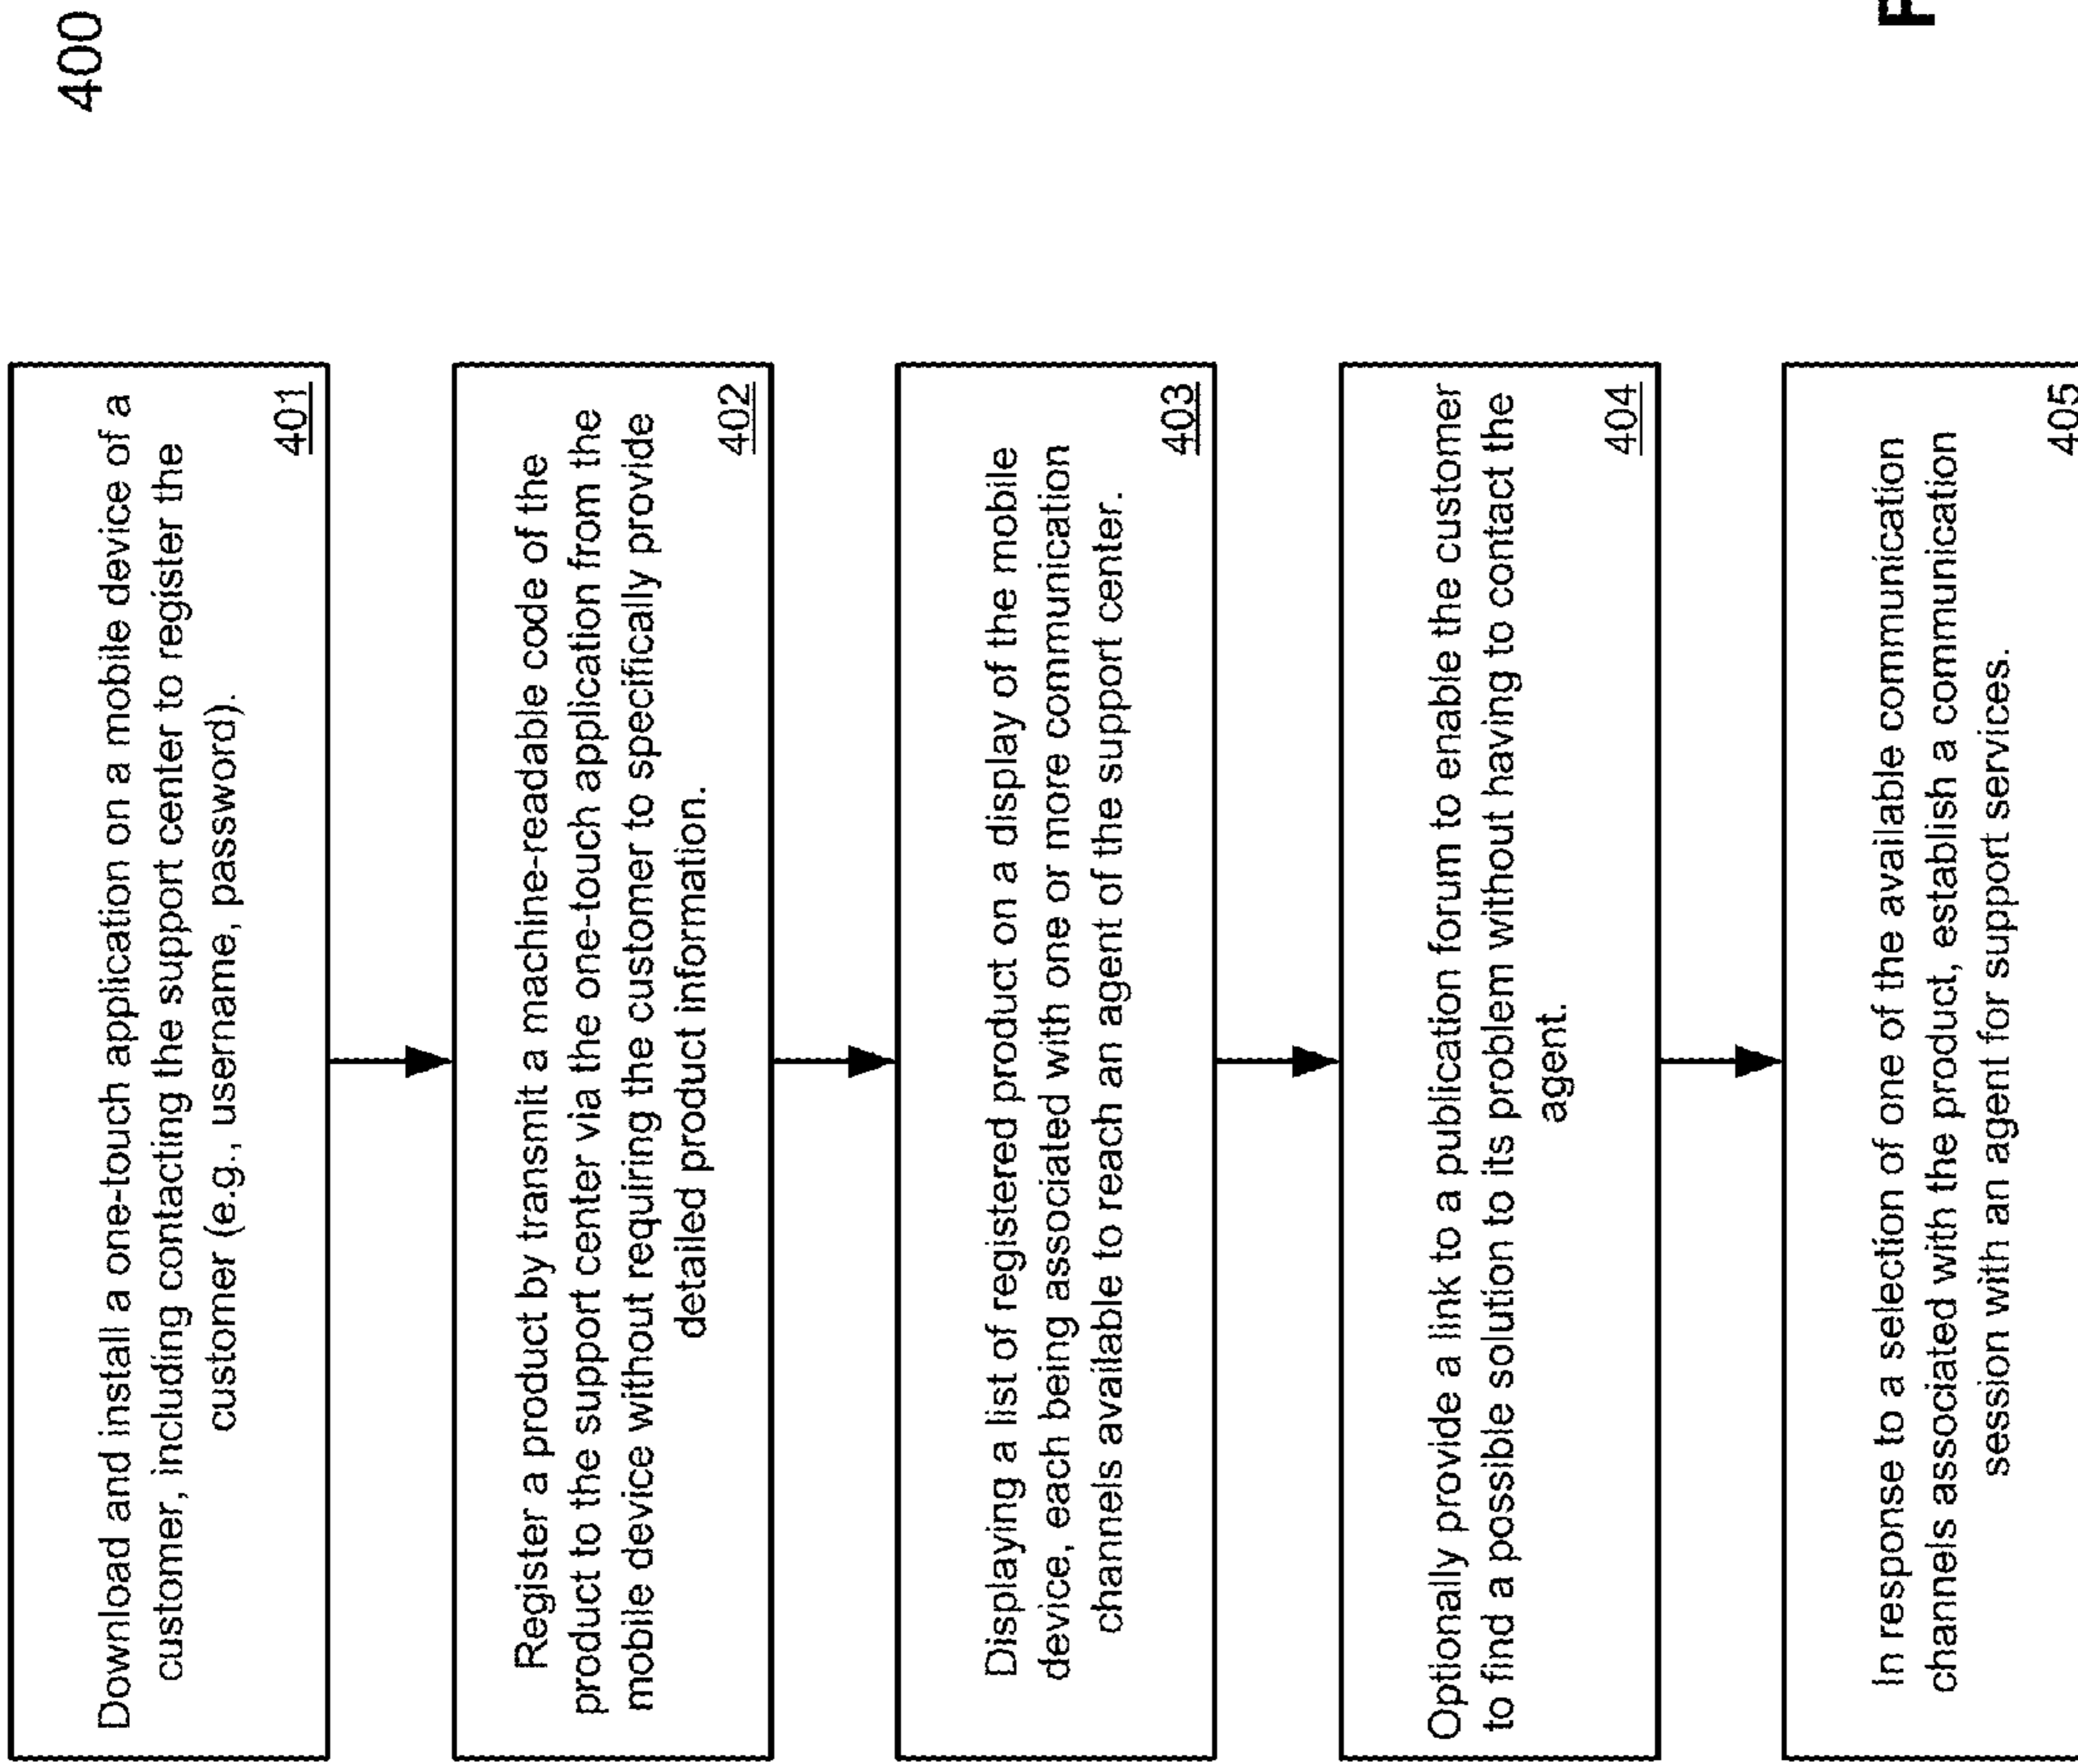 400
Download and install a one-touch application on a mobile device of a
customer, including contacting the support center to register the
customer (e.g., username, password).
401
Register a product by transmit a machine-readable code of the
product to the support center via the one-touch application from the
mobile device without requiring the customer to specifically provide
detailed product information.
402
Displaying a list of registered product on a display of the mobile
device, each being associated with one or more communication
channels available to reach an agent of the support center.
403
Optionally provide a link to a publication forum to enable the customer
to find a possible solution to its problem without having to contact the
agent.
404
In response to a selection of one of the available communication
channels associated with the product, establish a communication
session with an agent for support services.
405
F